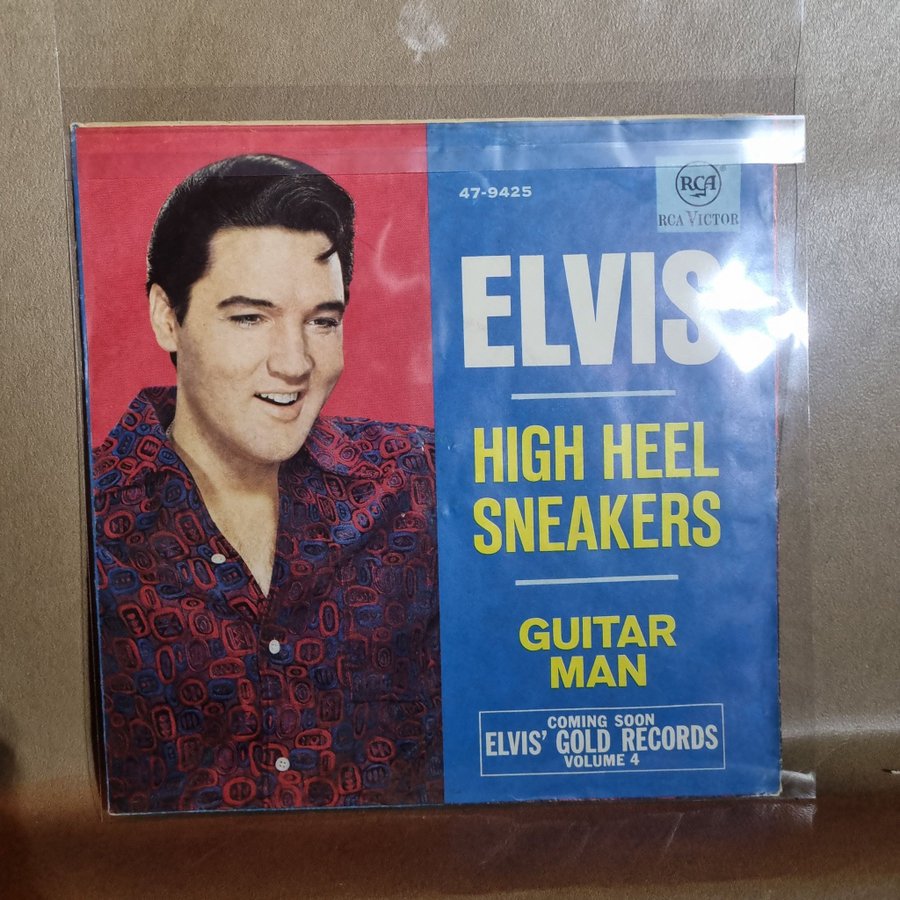 47-9425
RCA
RCA VICTOR
ELVIS
HIGH HEEL
SNEAKERS
GUITAR
MAN
COMING SOON
ELVIS' GOLD RECORDS
VOLUME 4